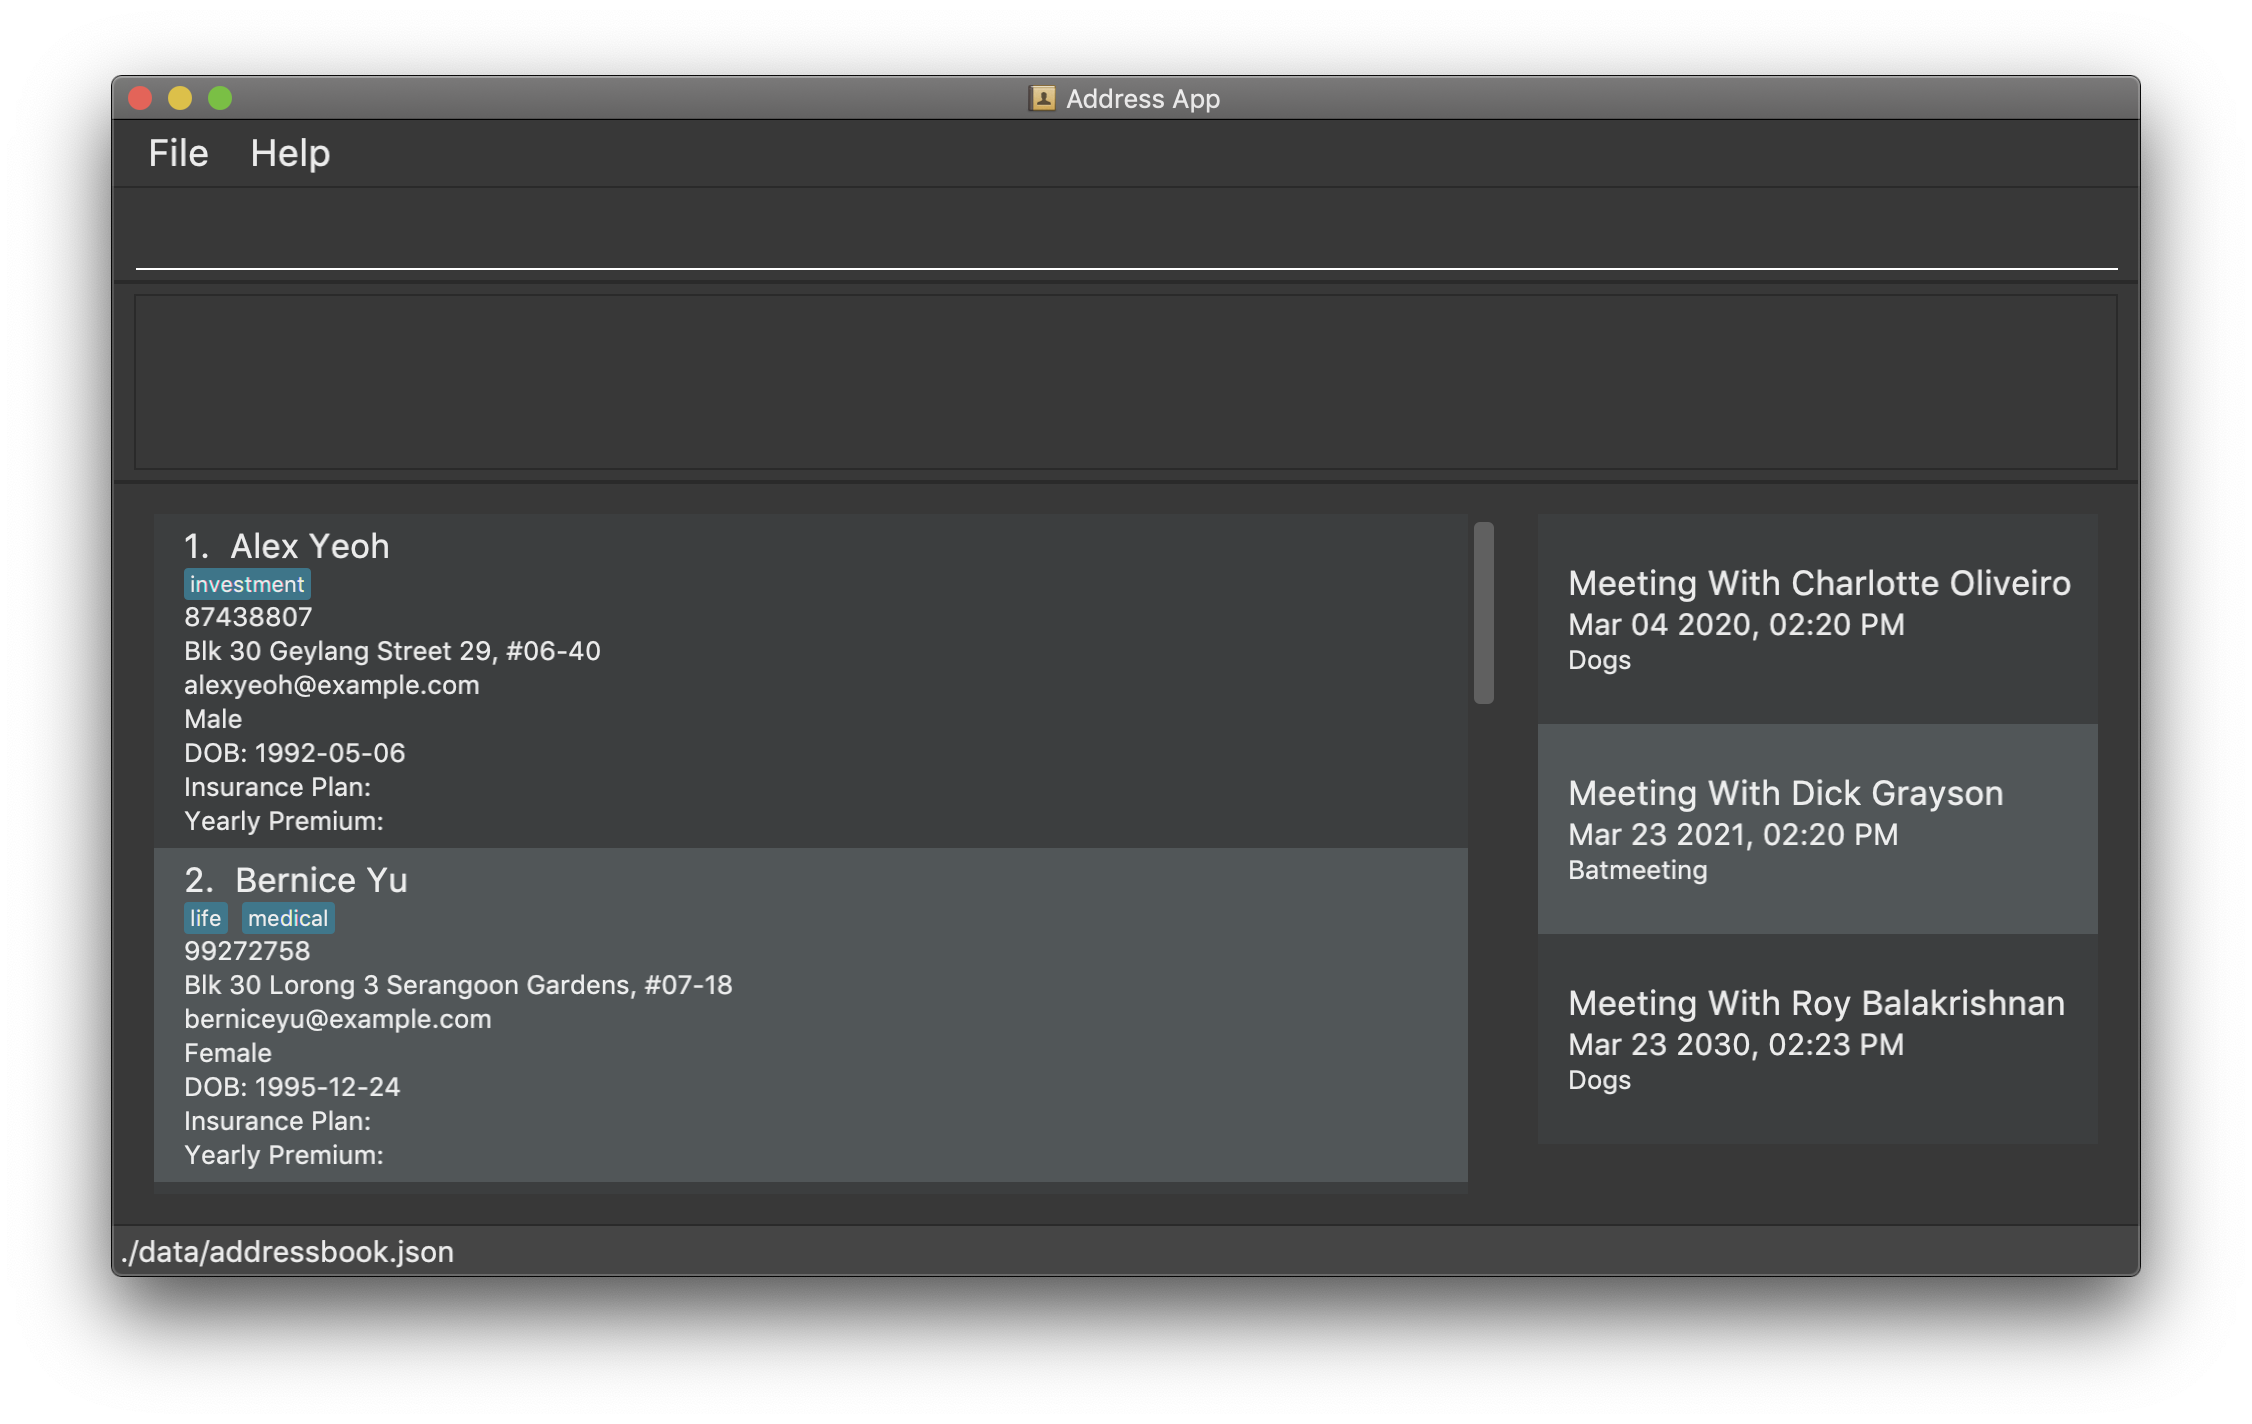 Address App
File Help
1. Alex Yeoh
investment
87438807
Blk 30 Geylang Street 29, #06-40
alexyeoh@example.com
Male
DOB: 1992-05-06
Insurance Plan:
Yearly Premium:
2. Bernice Yu
life medical
99272758
Blk 30 Lorong 3 Serangoon Gardens, #07-18
berniceyu@example.com
Female
DOB: 1995-12-24
Insurance Plan:
Yearly Premium:
Meeting With Charlotte Oliveiro
Mar 04 2020, 02:20 PM
Dogs
Meeting With Dick Grayson
Mar 23 2021, 02:20 PM
Batmeeting
Meeting With Roy Balakrishnan
Mar 23 2030, 02:23 PM
Dogs
./data/addressbook.json